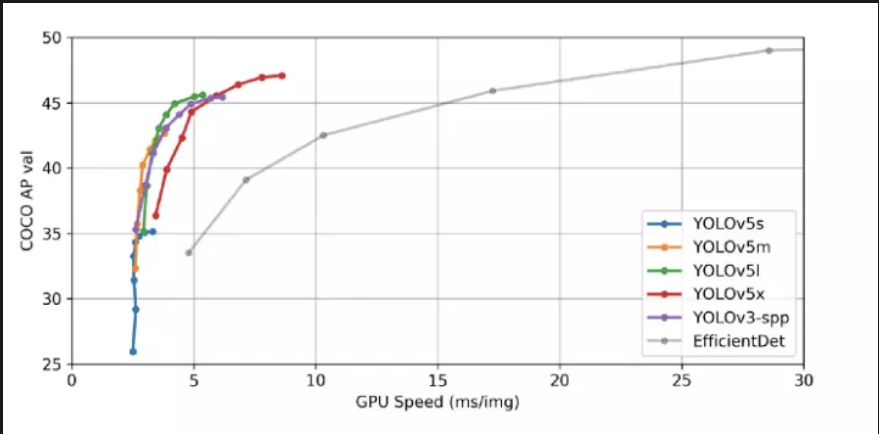 50
45
40
35
30
25
COCO AP val
0 5 10 15 20 25 30
GPU Speed (ms/img)
YOLOv5s
YOLOv5m
YOLOv5l
YOLOv5x
YOLOv3-spp
EfficientDet